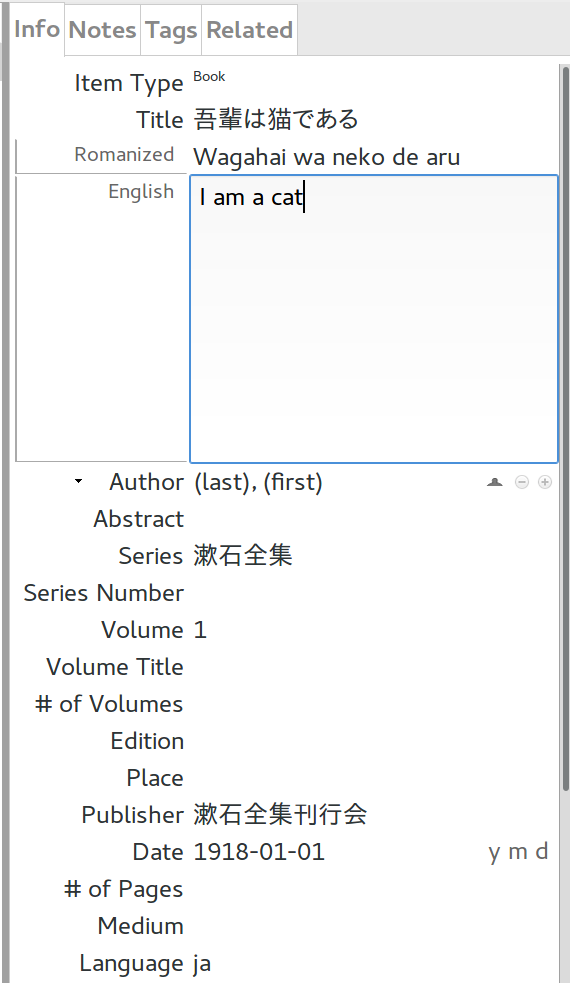 Info Notes Tags Related
Item Type Book
Title 吾輩は猫である
Romanized Wagahai wa neko de aru
English I am a cat
Author (last), (first)
Abstract
Series 漱石全集
Series Number
Volume 1
Volume Title
# of Volumes
Edition
Place
Publisher 漱石全集刊行会
Date 1918-01-01 y m d
# of Pages
Medium
Language ja